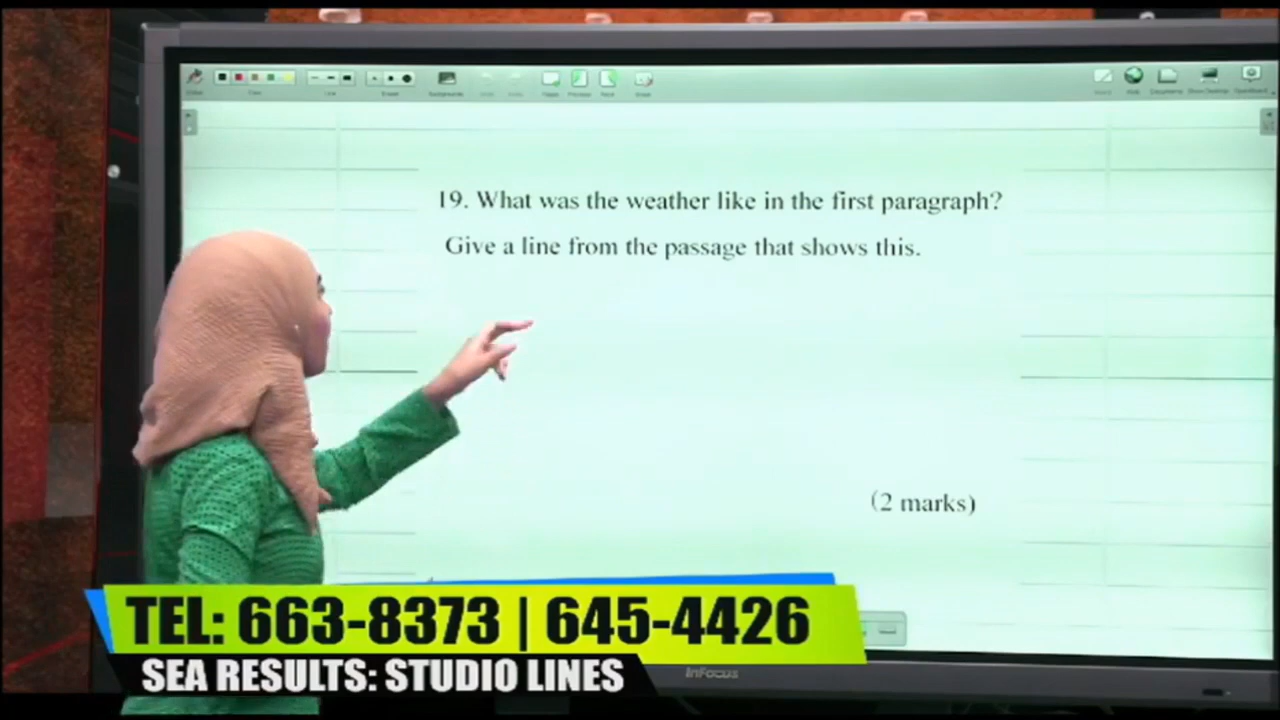 19. What was the weather like in the first paragraph?
Give a line from the passage that shows this.
(2 marks)
TEL: 663-8373 | 645-4426
SEA RESULTS: STUDIO LINES
InFocus